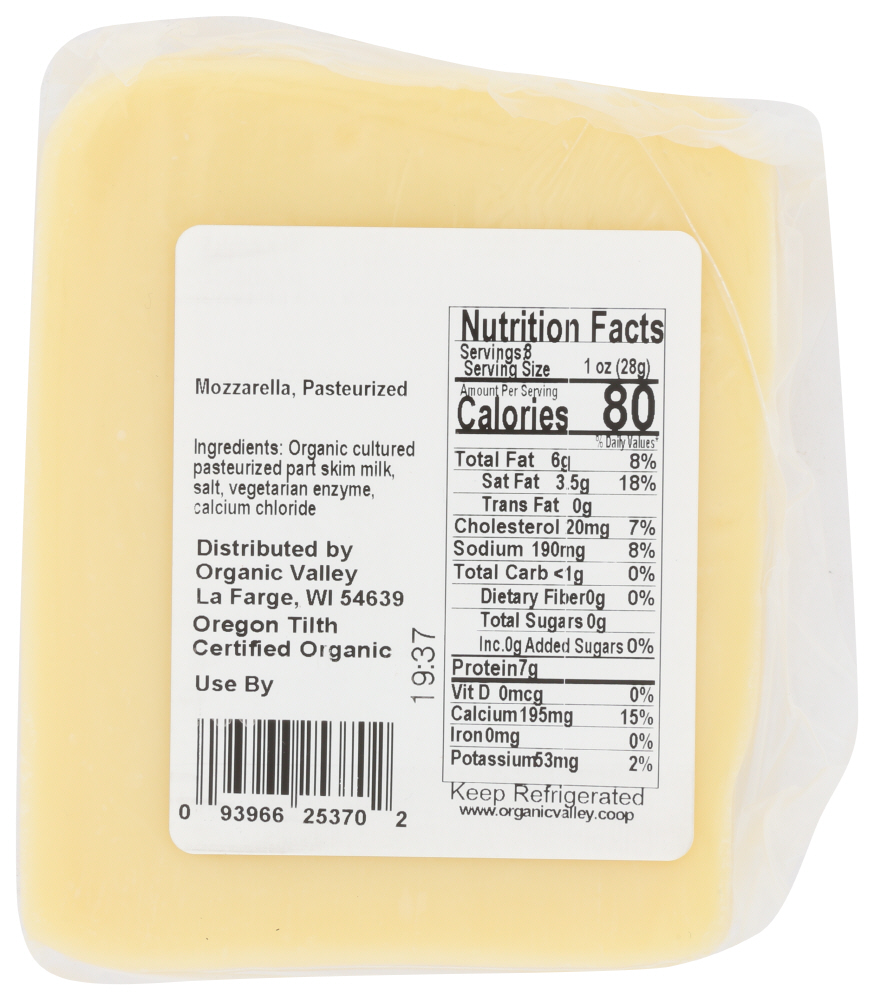 Mozzarella, Pasteurized
Ingredients: Organic cultured
pasteurized part skim milk,
salt, vegetarian enzyme,
calcium chloride
Distributed by
Organic Valley
La Farge, WI 54639
Oregon Tilth
Certified Organic
Use By
19:37
0 93966 25370 2
Nutrition Facts
Servings 8
Serving Size 1 oz (28g)
Amount Per Serving
Calories 80
% Daily Values*
Total Fat 6g 8%
Sat Fat 3.5g 18%
Trans Fat 0g
Cholesterol 20mg 7%
Sodium 190mg 8%
Total Carb <1g 0%
Dietary Fiber 0g 0%
Total Sugars 0g
Inc. 0g Added Sugars 0%
Protein 7g
Vit D 0mcg 0%
Calcium 195mg 15%
Iron 0mg 0%
Potassium 53mg 2%
Keep Refrigerated
www.organicvalley.coop